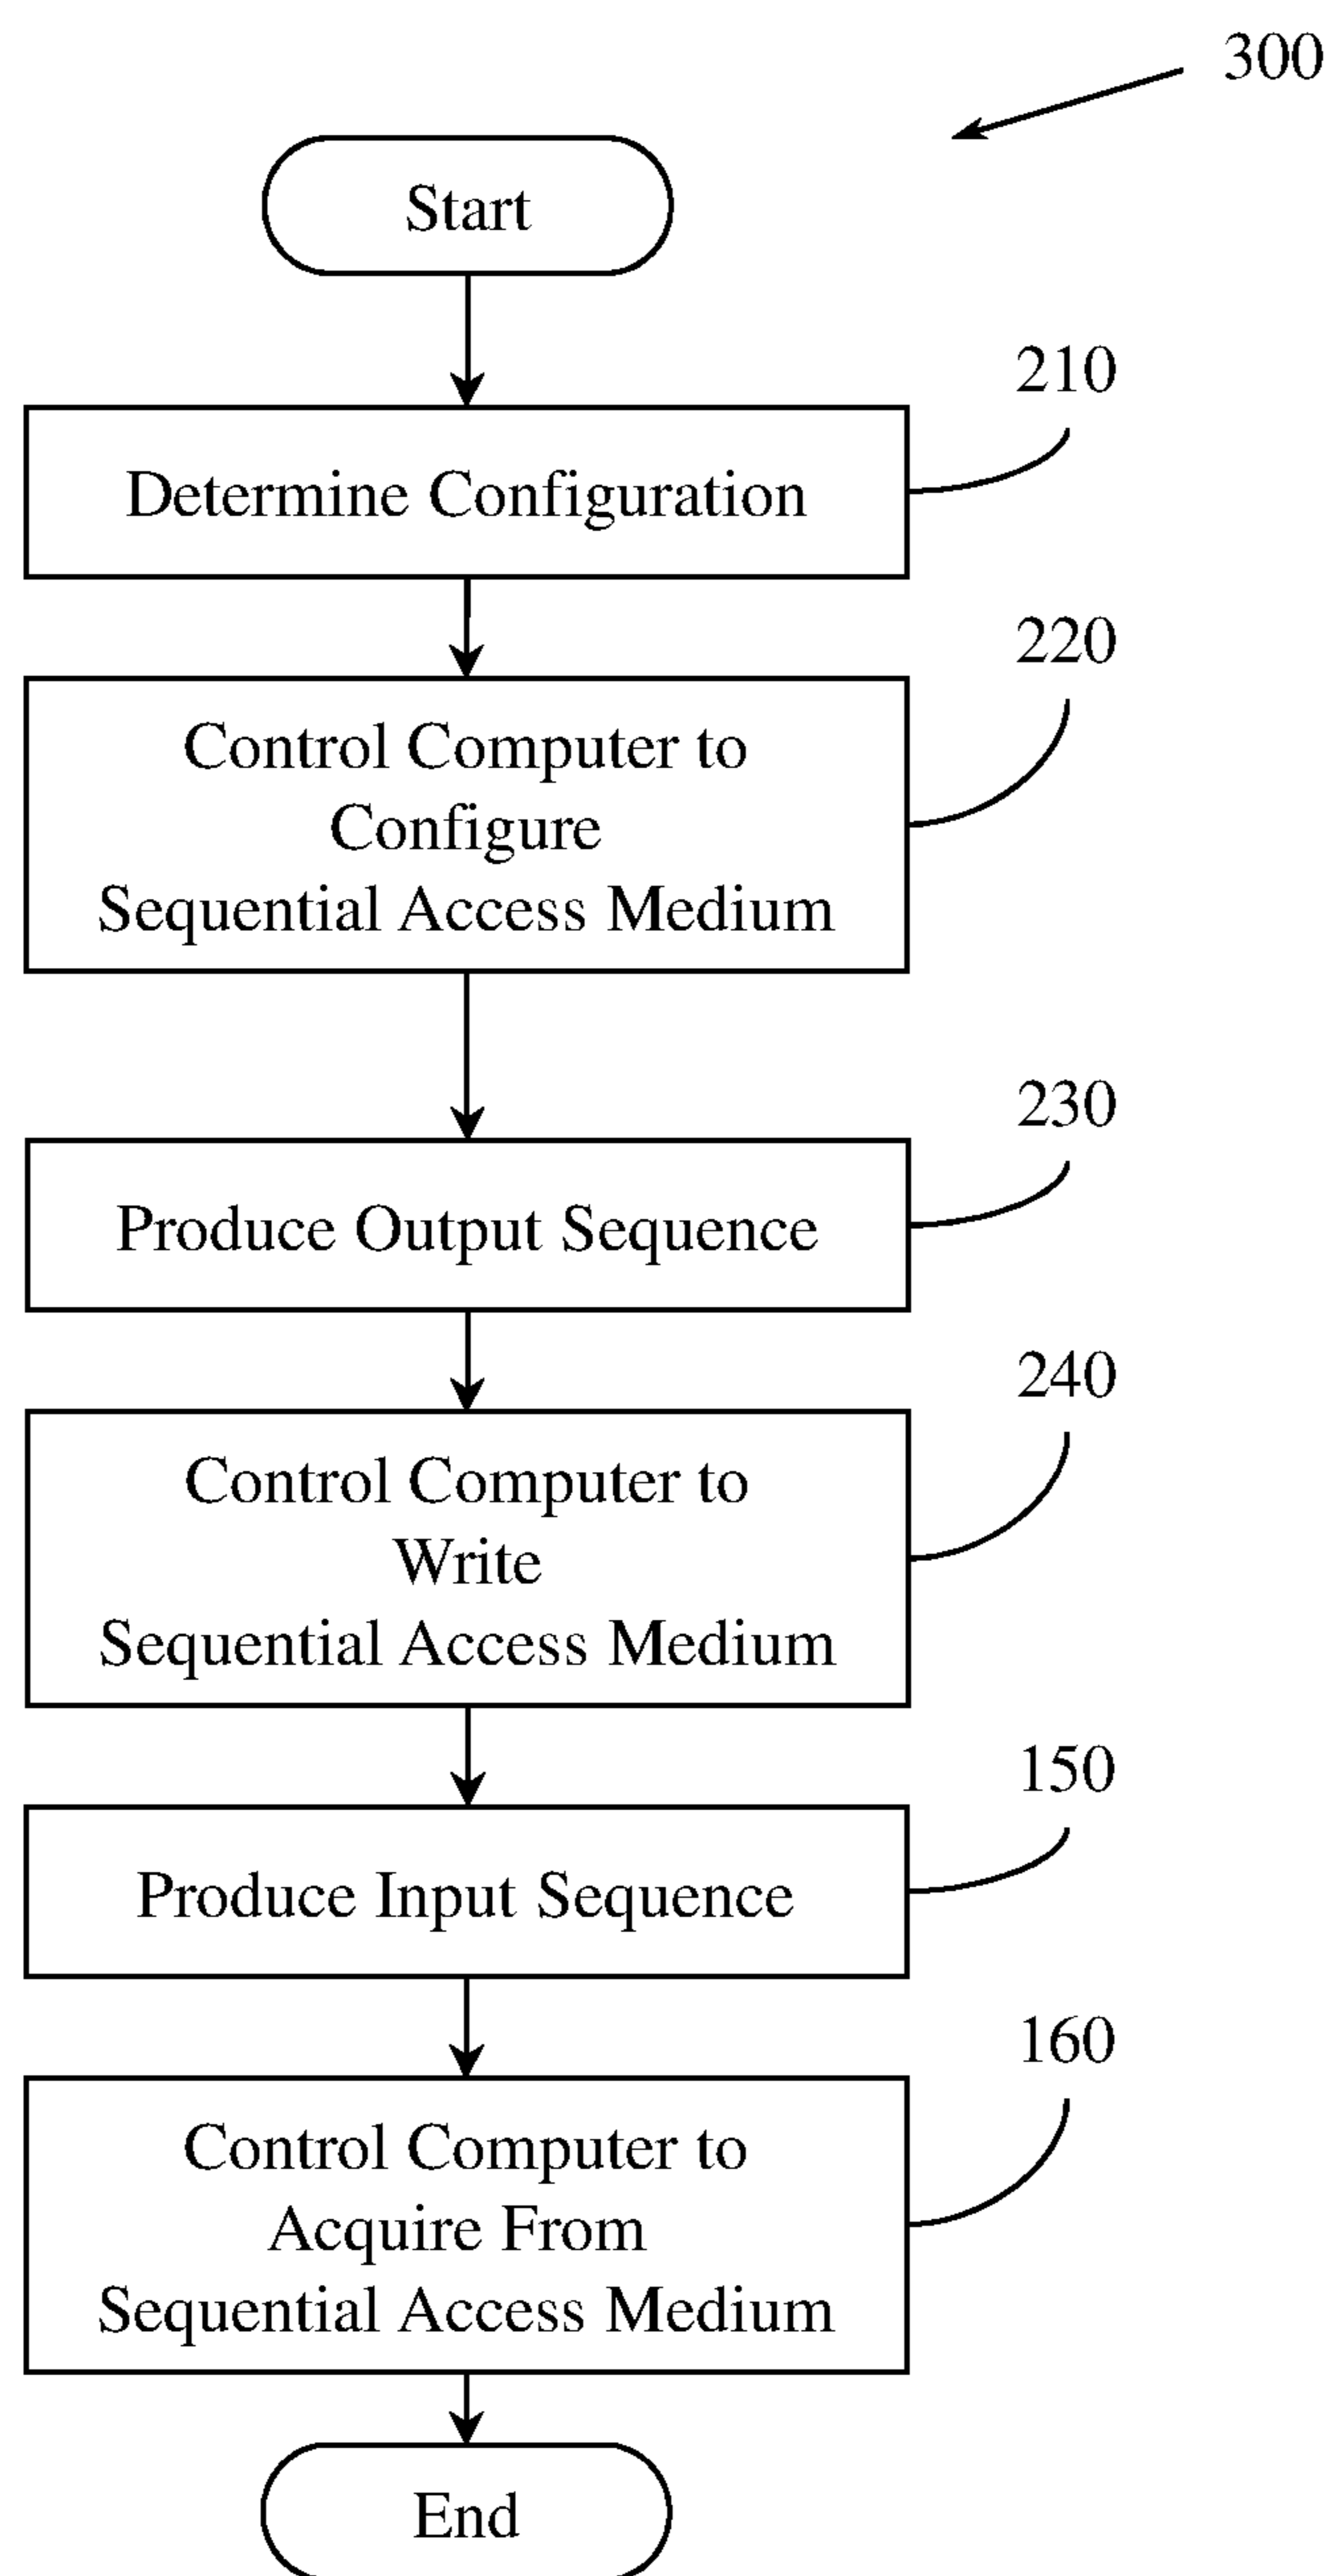 300
Start
210
Determine Configuration
220
Control Computer to
Configure
Sequential Access Medium
230
Produce Output Sequence
240
Control Computer to
Write
Sequential Access Medium
150
Produce Input Sequence
160
Control Computer to
Acquire From
Sequential Access Medium
End